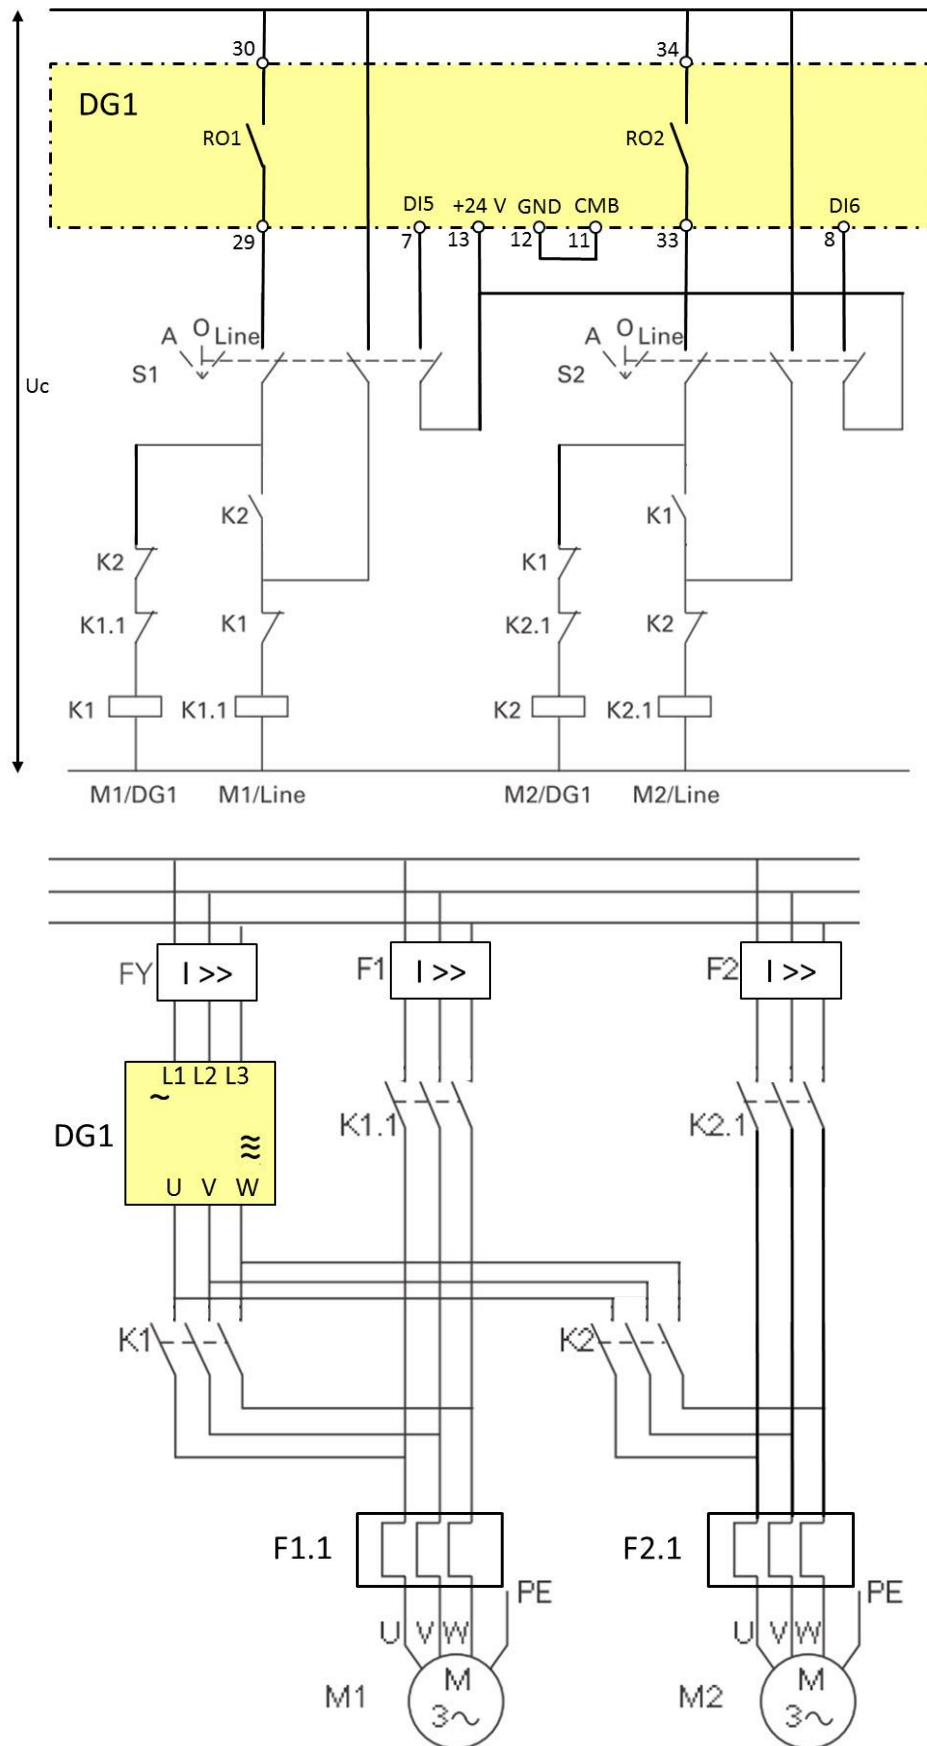 30 34
DG1
RO1 RO2
DI5 +24 V GND CMB DI6
29 7 13 12 11 33 8
A O Line A O Line
S1 S2
Uc
K2 K1
K2 K1
K1.1 K1 K2.1 K2
K1 K1.1 K2 K2.1
M1/DG1 M1/Line M2/DG1 M2/Line
FY I >> F1 I >> F2 I >>
L1 L2 L3
~
K1.1 K2.1
DG1
≋
U V W
K1 K2
F1.1 F2.1
PE PE
U V W U V W
M1 M M2 M
3~ 3~